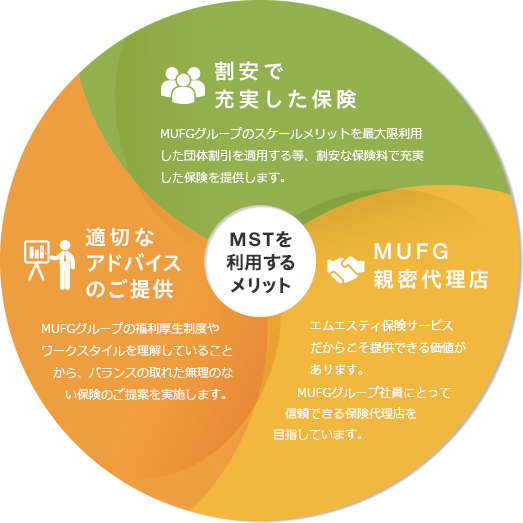 割安で
充実した保険
MUFGグループのスケールメリットを最大限利用
した団体割引を適用する等、割安な保険料で充実
した保険を提供します。
MSTを
利用する
メリット
適切な
アドバイス
のご提供
MUFGグループの福利厚生制度や
ワークスタイルを理解していること
から、バランスの取れた無理のな
い保険のご提案を実施します。
MUFG
親密代理店
エムエスティ保険サービス
だからこそ提供できる価値が
あります。
MUFGグループ社員にとって
信頼できる保険代理店を
目指しています。